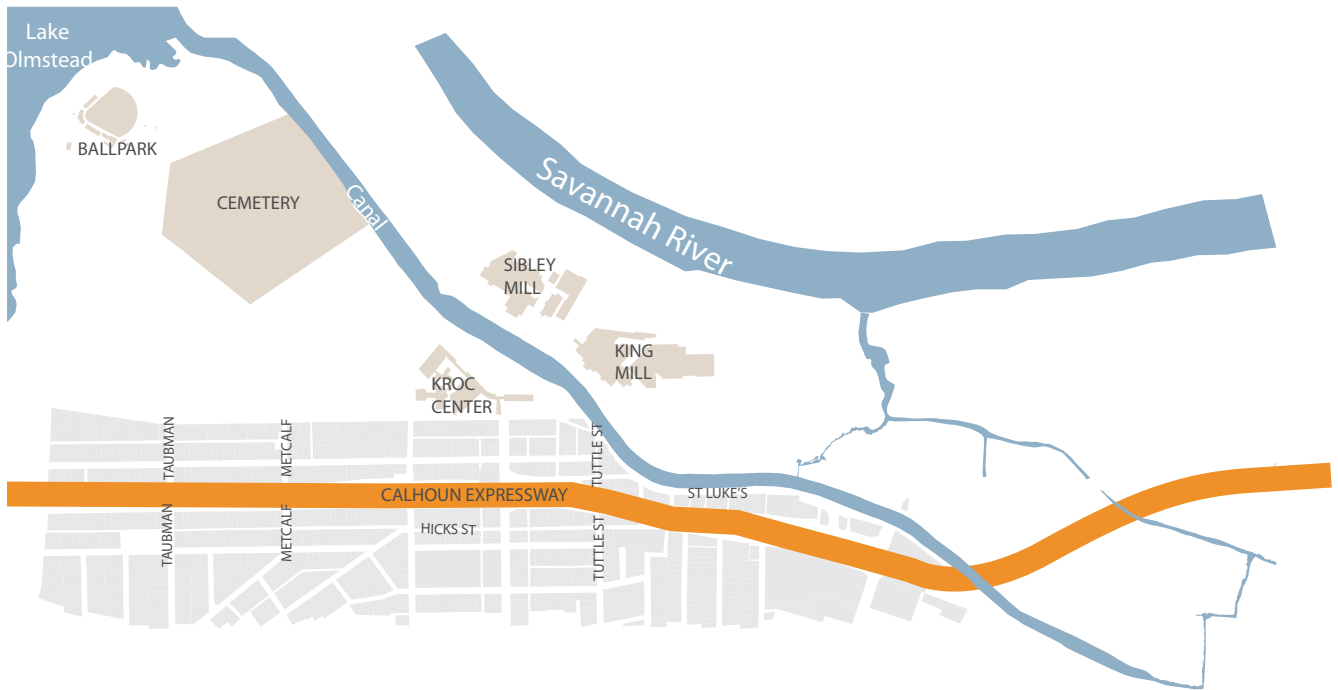 Lake
Olmstead
BALLPARK
CEMETERY
Canal
Savannah River
SIBLEY
MILL
KING
MILL
KROC
CENTER
TAUBMAN
METCALF
TUTTLE ST
CALHOUN EXPRESSWAY
ST LUKE'S
TAUBMAN
METCALF
HICKS ST
TUTTLE ST